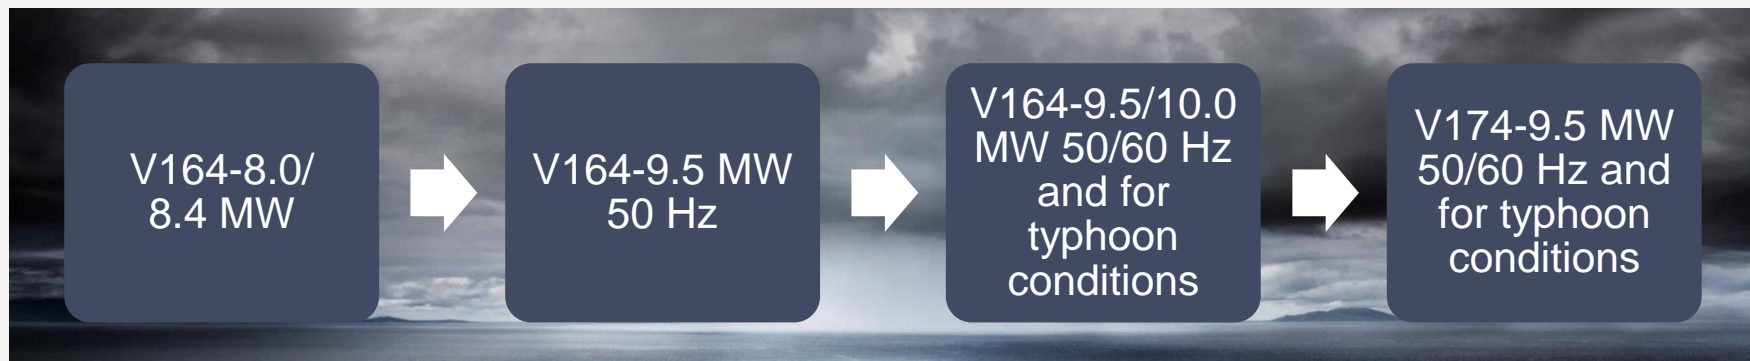 V164-8.0/
8.4 MW
V164-9.5 MW
50 Hz
V164-9.5/10.0
MW 50/60 Hz
and for
typhoon
conditions
V174-9.5 MW
50/60 Hz and
for typhoon
conditions